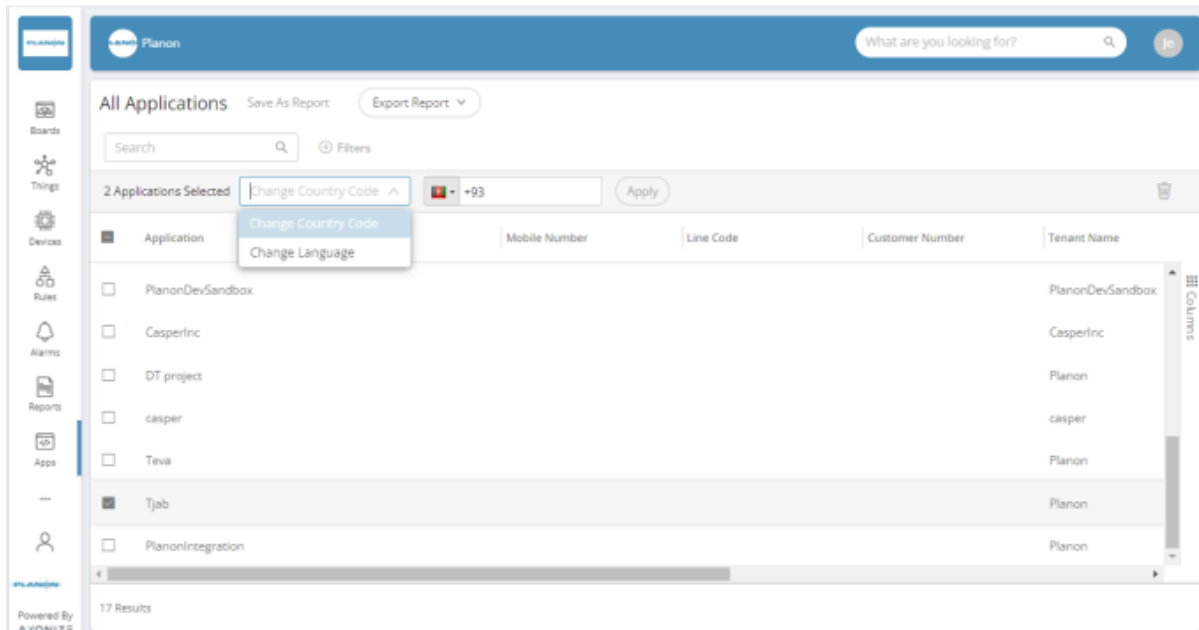 PLANON
Planon
What are you looking for?
je
All Applications Save As Report Export Report
Search Filters
2 Applications Selected Change Country Code +93 Apply
Change Country Code
Change Language
Application Mobile Number Line Code Customer Number Tenant Name
PlanonDevSandbox PlanonDevSandbox
CasperInc CasperInc
DT project Planon
casper casper
Teva Planon
Tjab Planon
PlanonIntegration Planon
17 Results
Columns
Boards
Things
Devices
Rules
Alarms
Reports
Apps
...
PLANON
Powered By